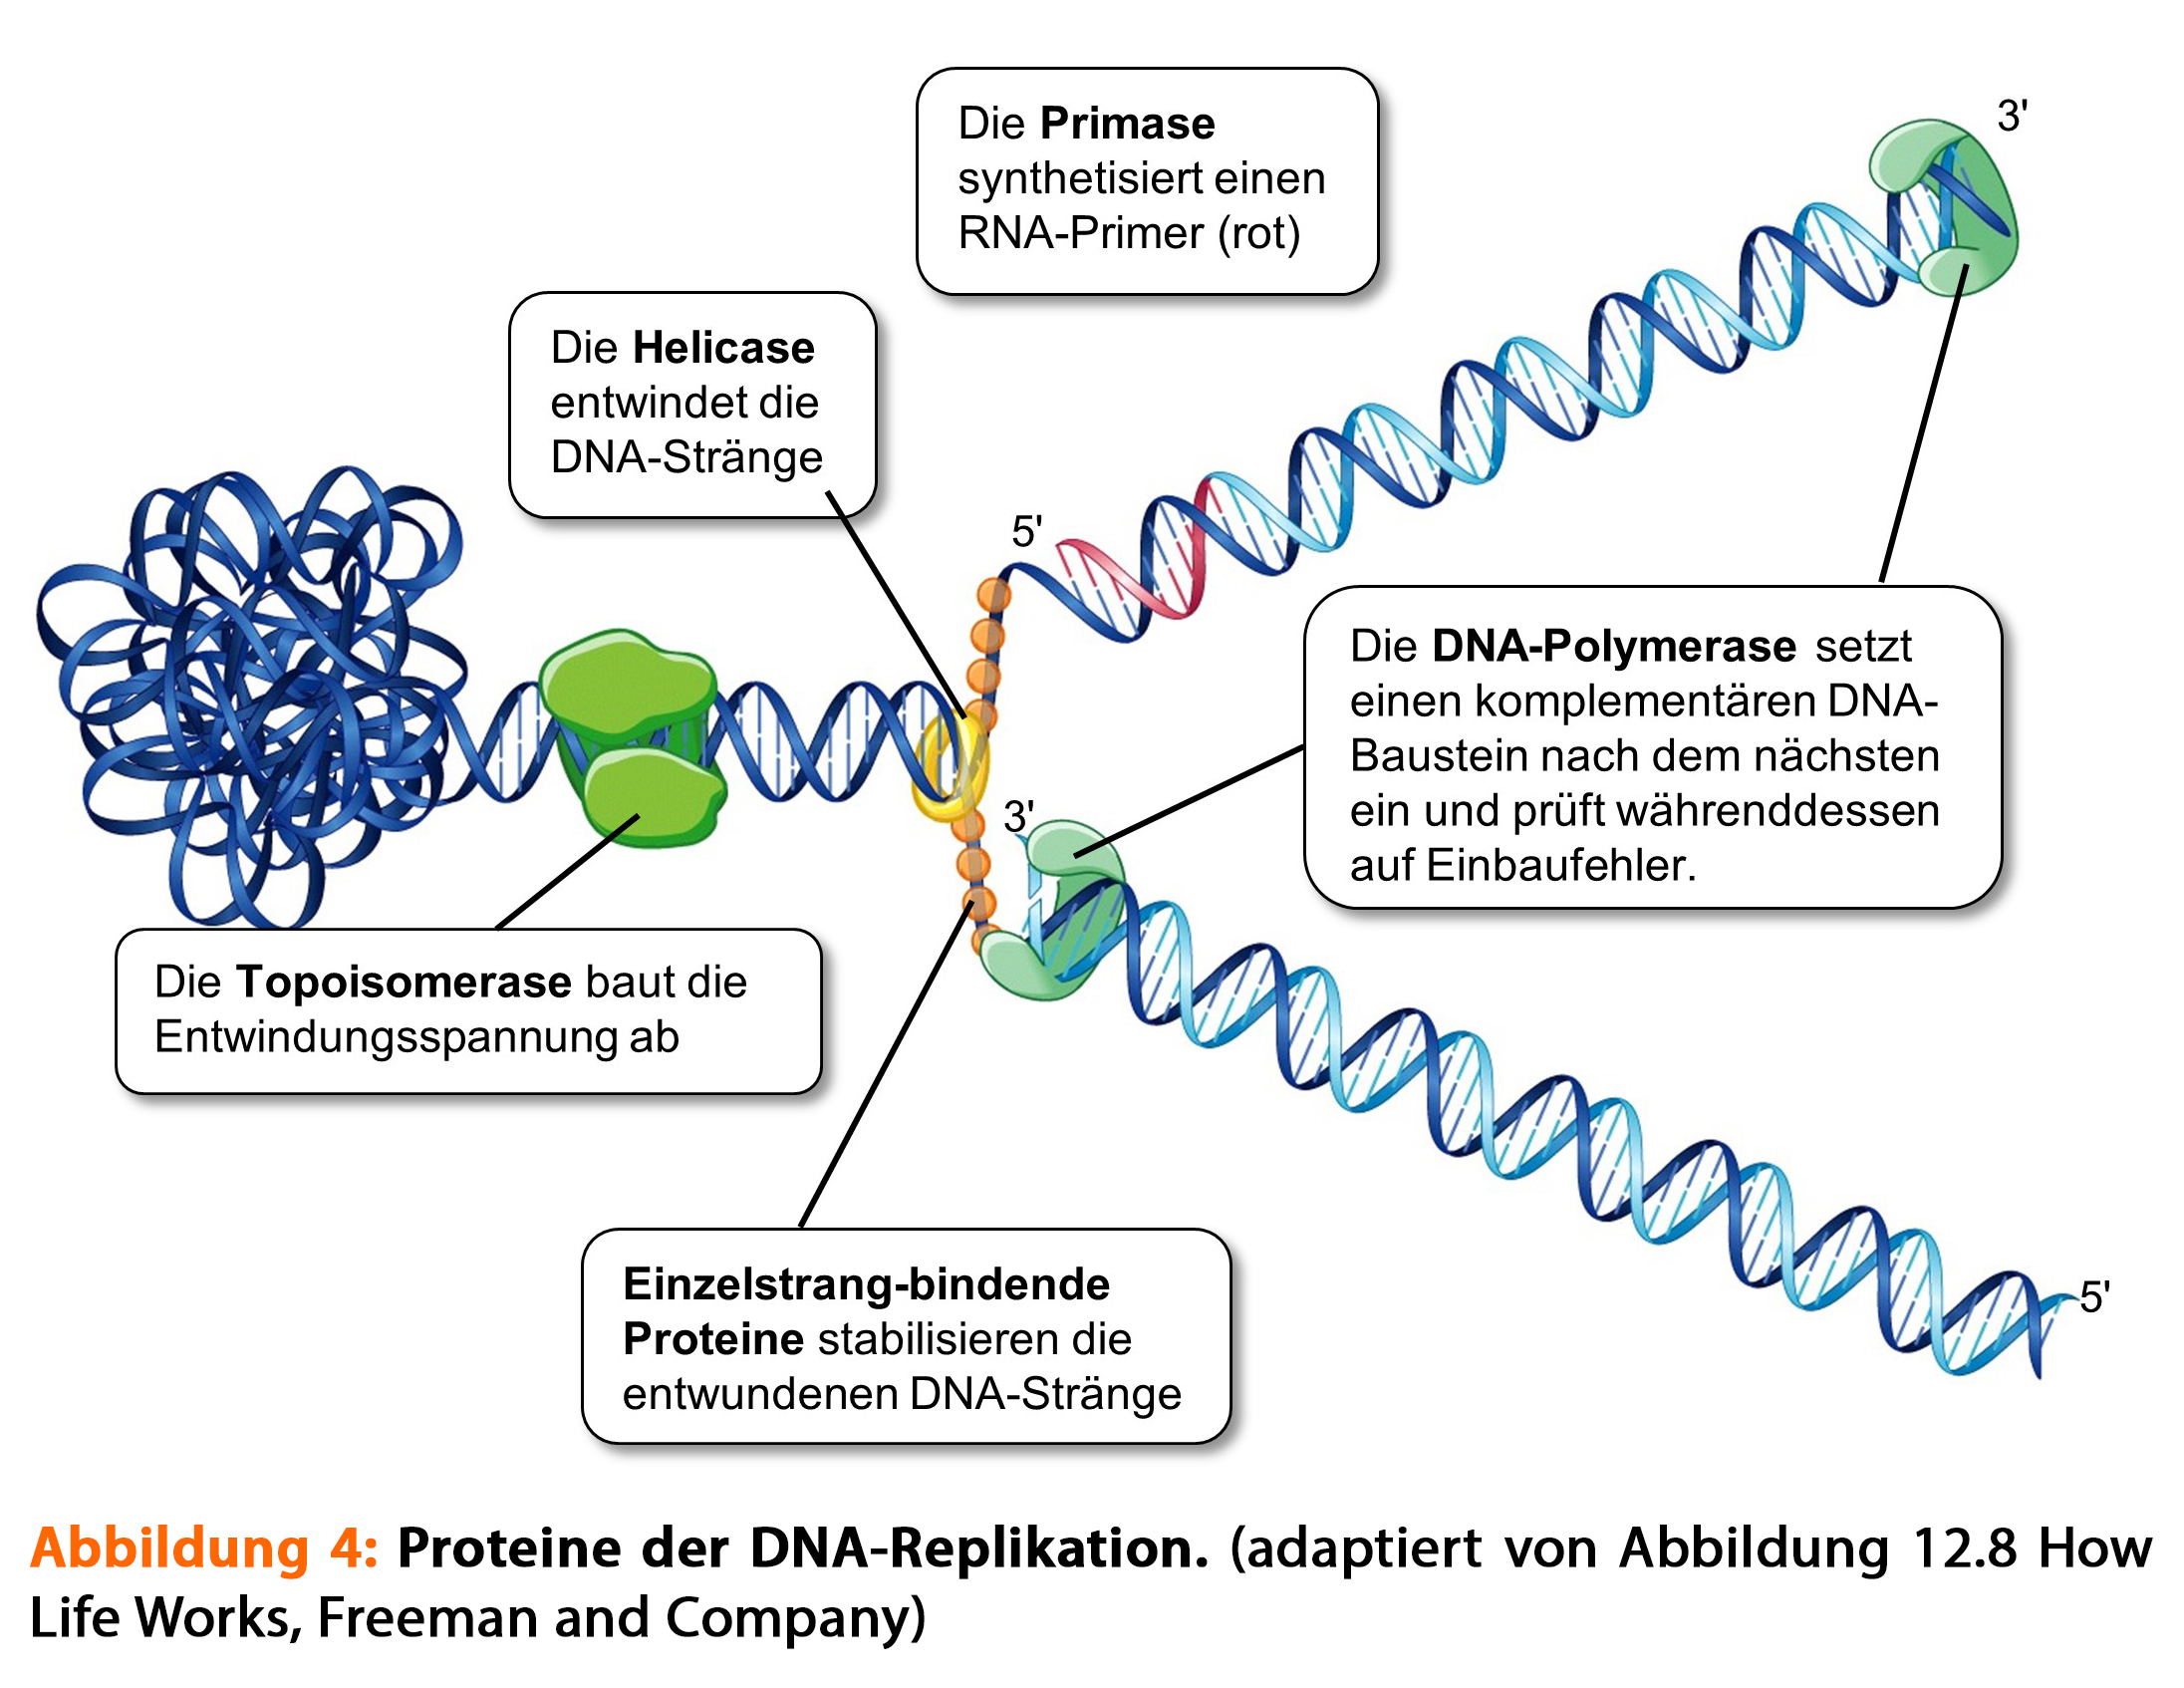 Die Primase
synthetisiert einen
RNA-Primer (rot)
3'
Die Helicase
entwindet die
DNA-Stränge
5'
Die DNA-Polymerase setzt
einen komplementären DNA-
Baustein nach dem nächsten
ein und prüft währenddessen
auf Einbaufehler.
3'
Die Topoisomerase baut die
Entwindungsspannung ab
Einzelstrang-bindende
Proteine stabilisieren die
entwundenen DNA-Stränge
5'
Abbildung 4: Proteine der DNA-Replikation. (adaptiert von Abbildung 12.8 How
Life Works, Freeman and Company)